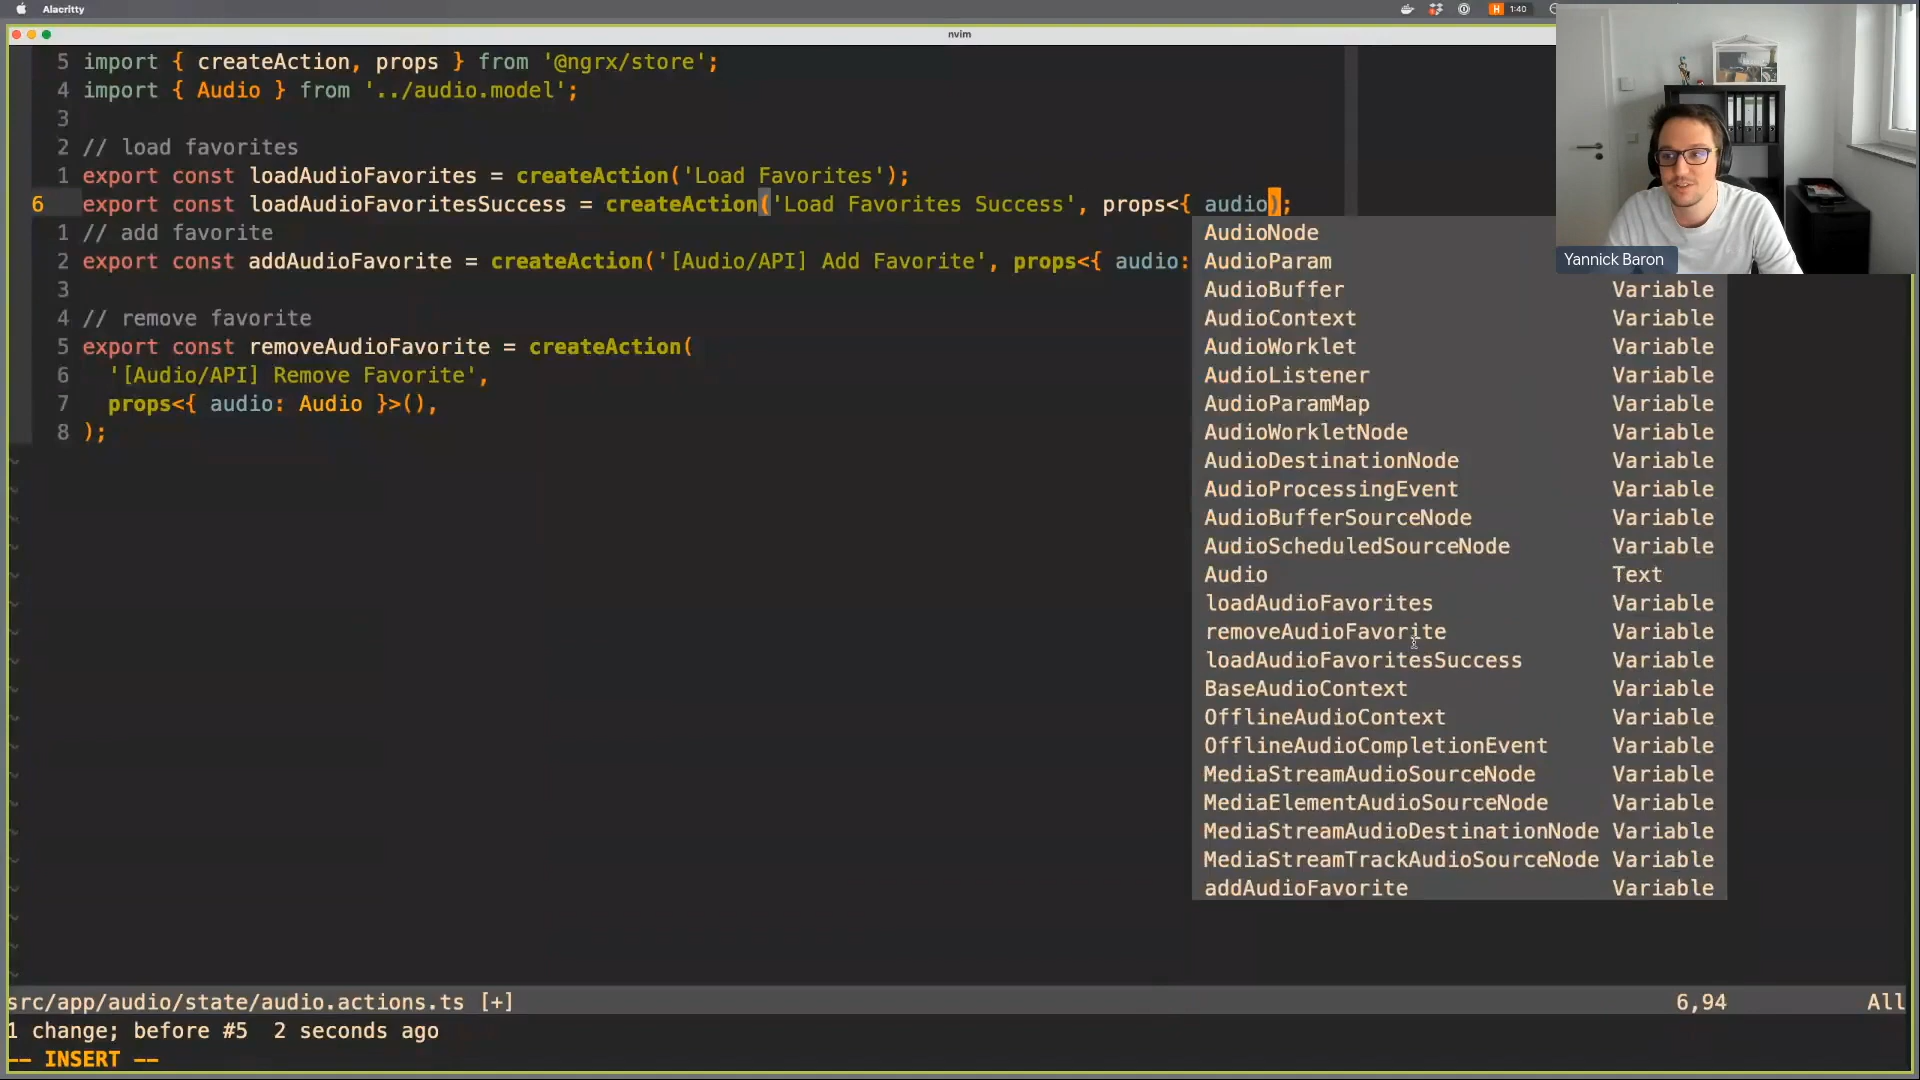 Alacritty
H 1:40
nvim
5 import { createAction, props } from '@ngrx/store';
4 import { Audio } from '../audio.model';
3
2 // load favorites
1 export const loadAudioFavorites = createAction('Load Favorites');
6 export const loadAudioFavoritesSuccess = createAction('Load Favorites Success', props<{ audio);
1 // add favorite
2 export const addAudioFavorite = createAction('[Audio/API] Add Favorite', props<{ audio:
3
4 // remove favorite
5 export const removeAudioFavorite = createAction(
6 '[Audio/API] Remove Favorite',
7 props<{ audio: Audio }>(),
8 );
AudioNode
AudioParam
AudioBuffer Variable
AudioContext Variable
AudioWorklet Variable
AudioListener Variable
AudioParamMap Variable
AudioWorkletNode Variable
AudioDestinationNode Variable
AudioProcessingEvent Variable
AudioBufferSourceNode Variable
AudioScheduledSourceNode Variable
Audio Text
loadAudioFavorites Variable
removeAudioFavorite Variable
loadAudioFavoritesSuccess Variable
BaseAudioContext Variable
OfflineAudioContext Variable
OfflineAudioCompletionEvent Variable
MediaStreamAudioSourceNode Variable
MediaElementAudioSourceNode Variable
MediaStreamAudioDestinationNode Variable
MediaStreamTrackAudioSourceNode Variable
addAudioFavorite Variable
Yannick Baron
src/app/audio/state/audio.actions.ts [+] 6,94 All
1 change; before #5 2 seconds ago
-- INSERT --